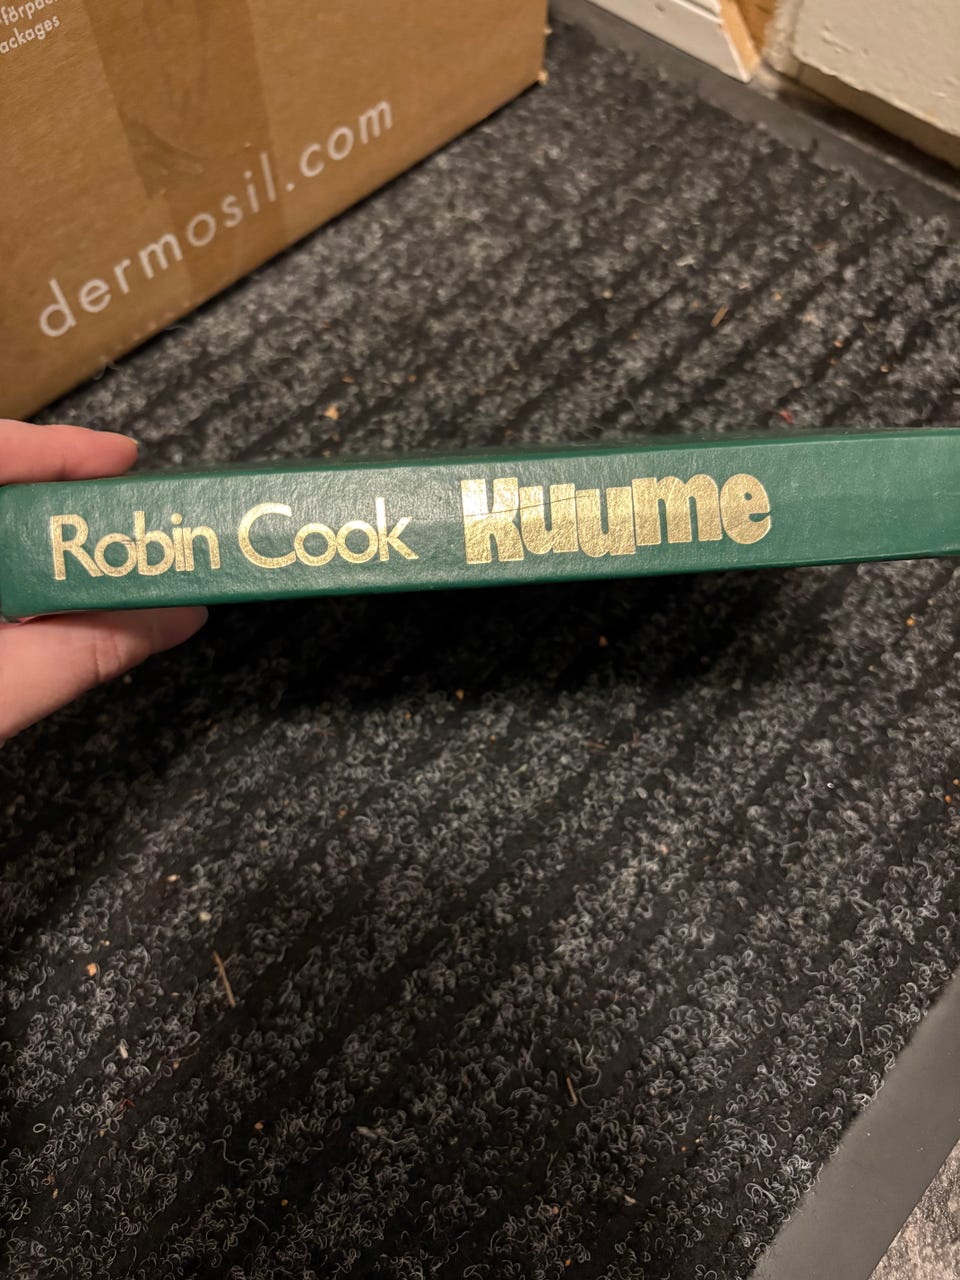 ackages
dermosil.com
Robin Cook Kuume